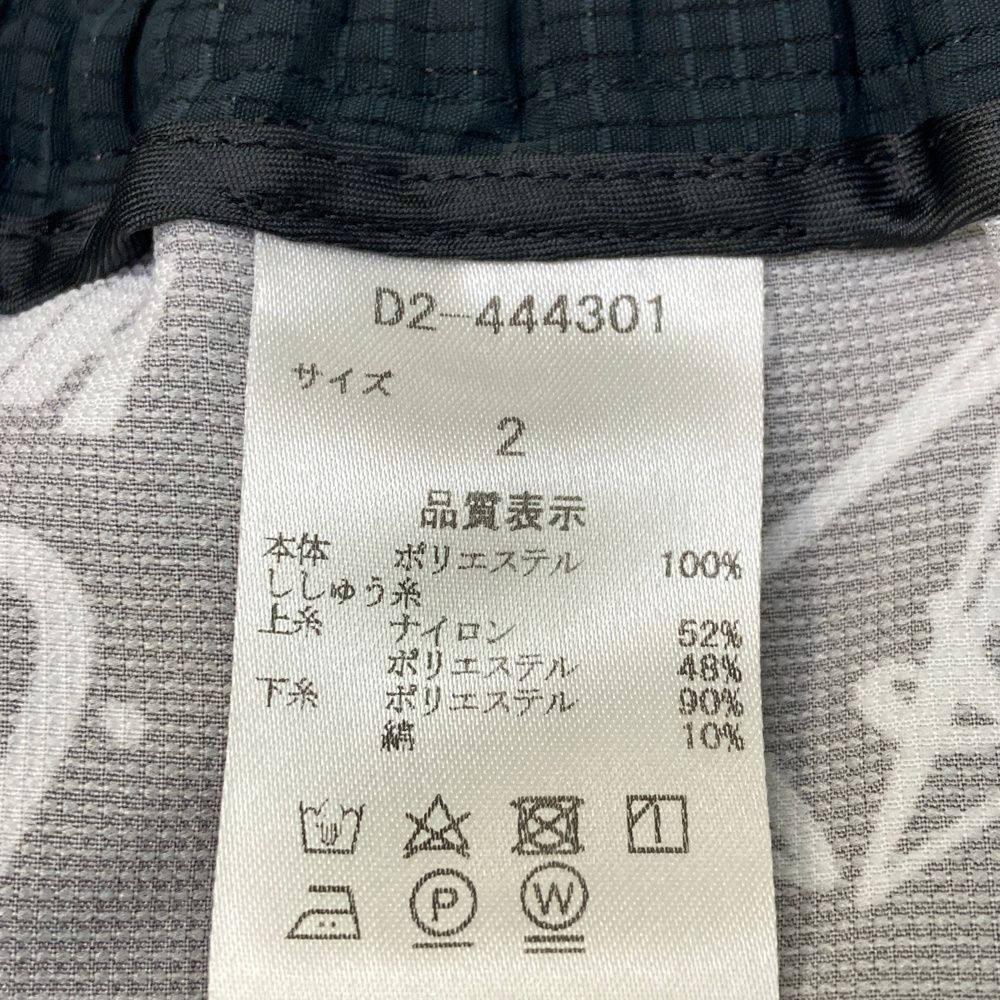 D2-444301
サイズ
2
品質表示
本体 ポリエステル 100%
ししゅう糸
上糸 ナイロン 52%
ポリエステル 48%
下糸 ポリエステル 90%
綿 10%
P W